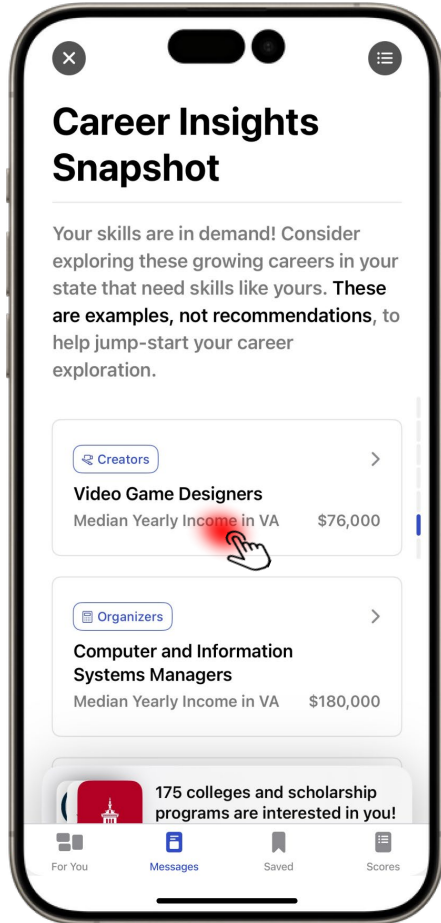 Career Insights
Snapshot
Your skills are in demand! Consider
exploring these growing careers in your
state that need skills like yours. These
are examples, not recommendations, to
help jump-start your career
exploration.
Creators
Video Game Designers
Median Yearly Income in VA $76,000
Organizers
Computer and Information
Systems Managers
Median Yearly Income in VA $180,000
175 colleges and scholarship
programs are interested in you!
For You Messages Saved Scores